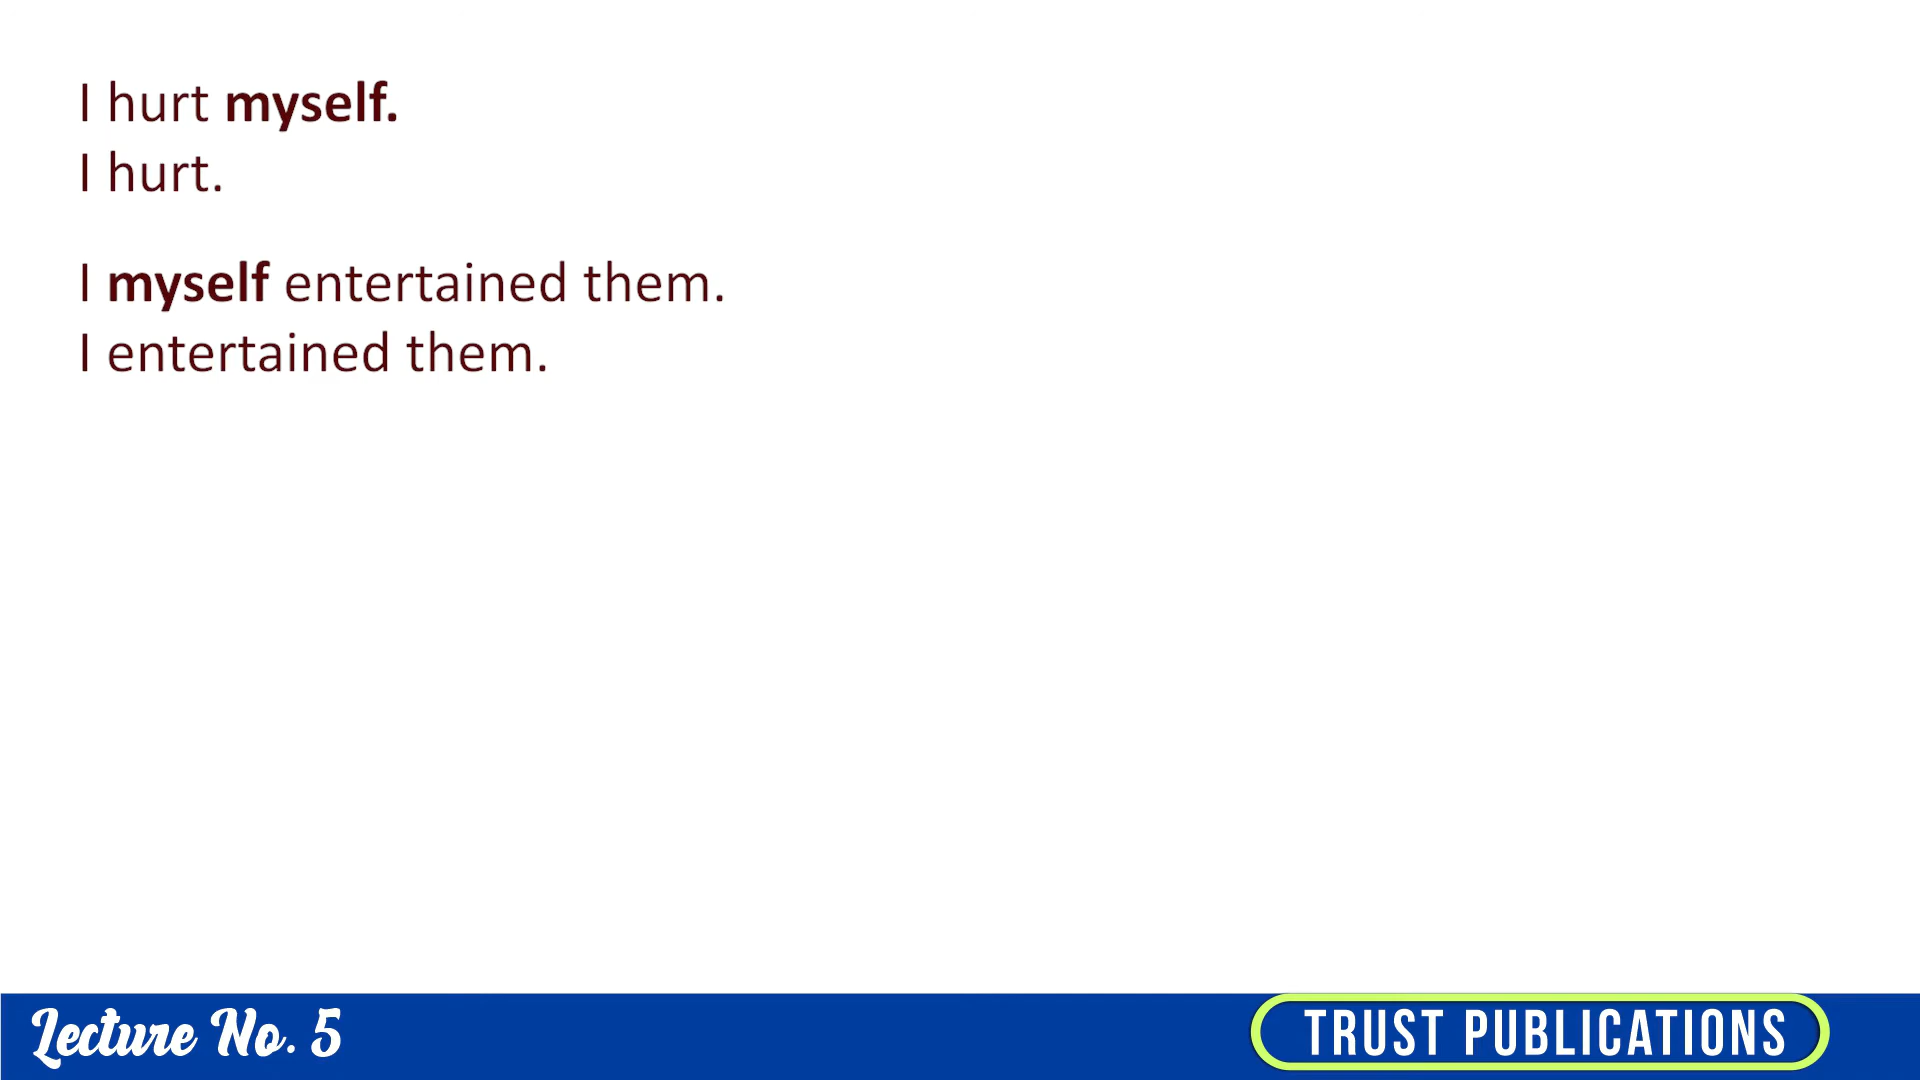 I hurt myself.
I hurt.
I myself entertained them.
I entertained them.
Lecture No. 5
TRUST PUBLICATIONS